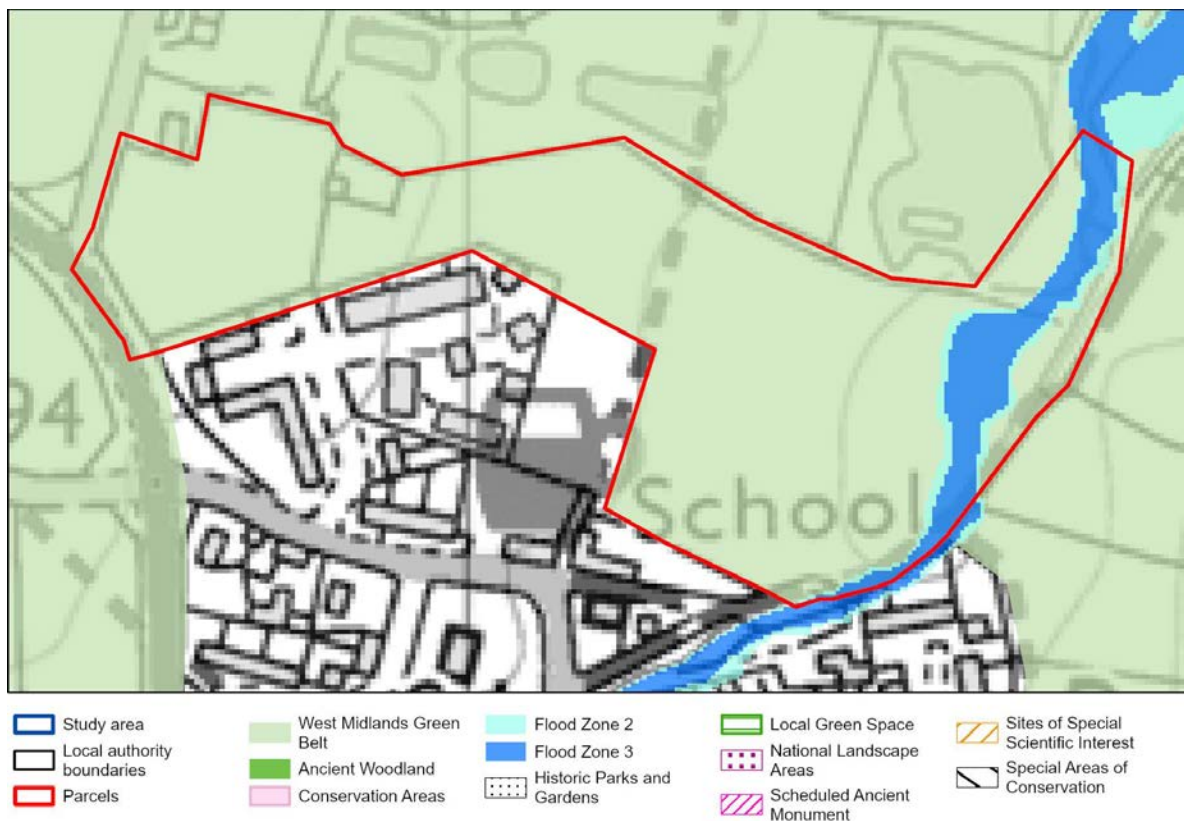 94
School
Study area
Local authority
boundaries
Parcels
West Midlands Green
Belt
Ancient Woodland
Conservation Areas
Flood Zone 2
Flood Zone 3
Historic Parks and
Gardens
Local Green Space
National Landscape
Areas
Scheduled Ancient
Monument
Sites of Special
Scientific Interest
Special Areas of
Conservation